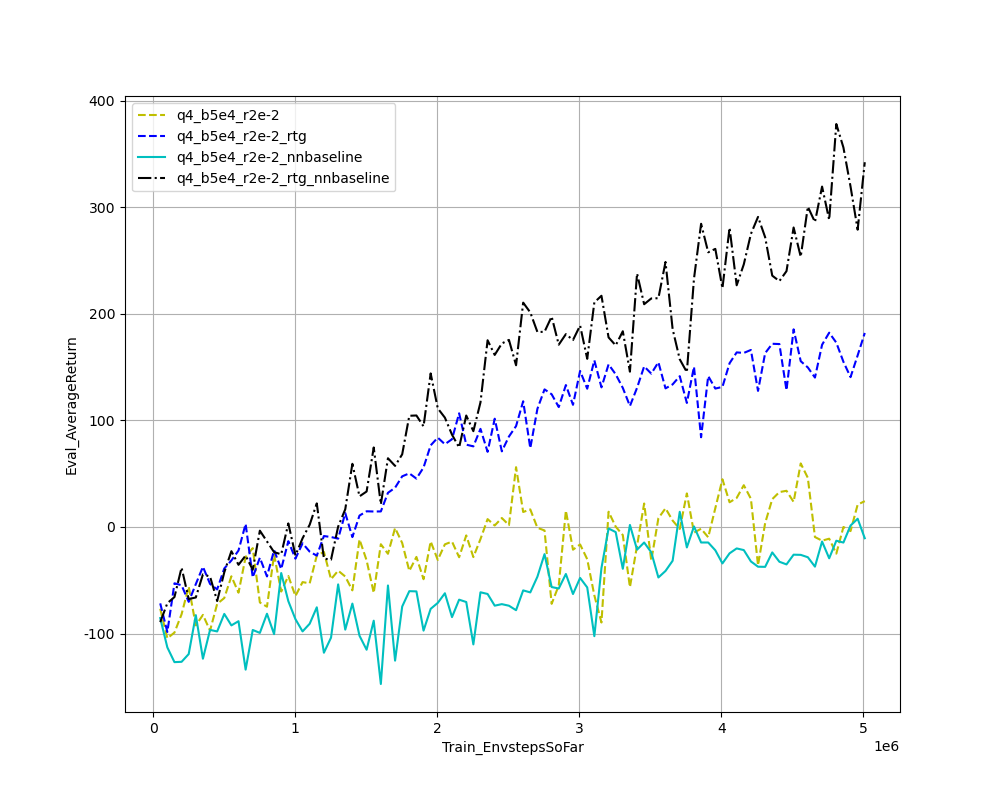 400
300
200
100
0
-100
q4_b5e4_r2e-2
q4_b5e4_r2e-2_rtg
q4_b5e4_r2e-2_nnbaseline
q4_b5e4_r2e-2_rtg_nnbaseline
Eval_AverageReturn
0 1 2 3 4 5
1e6
Train_EnvstepsSoFar